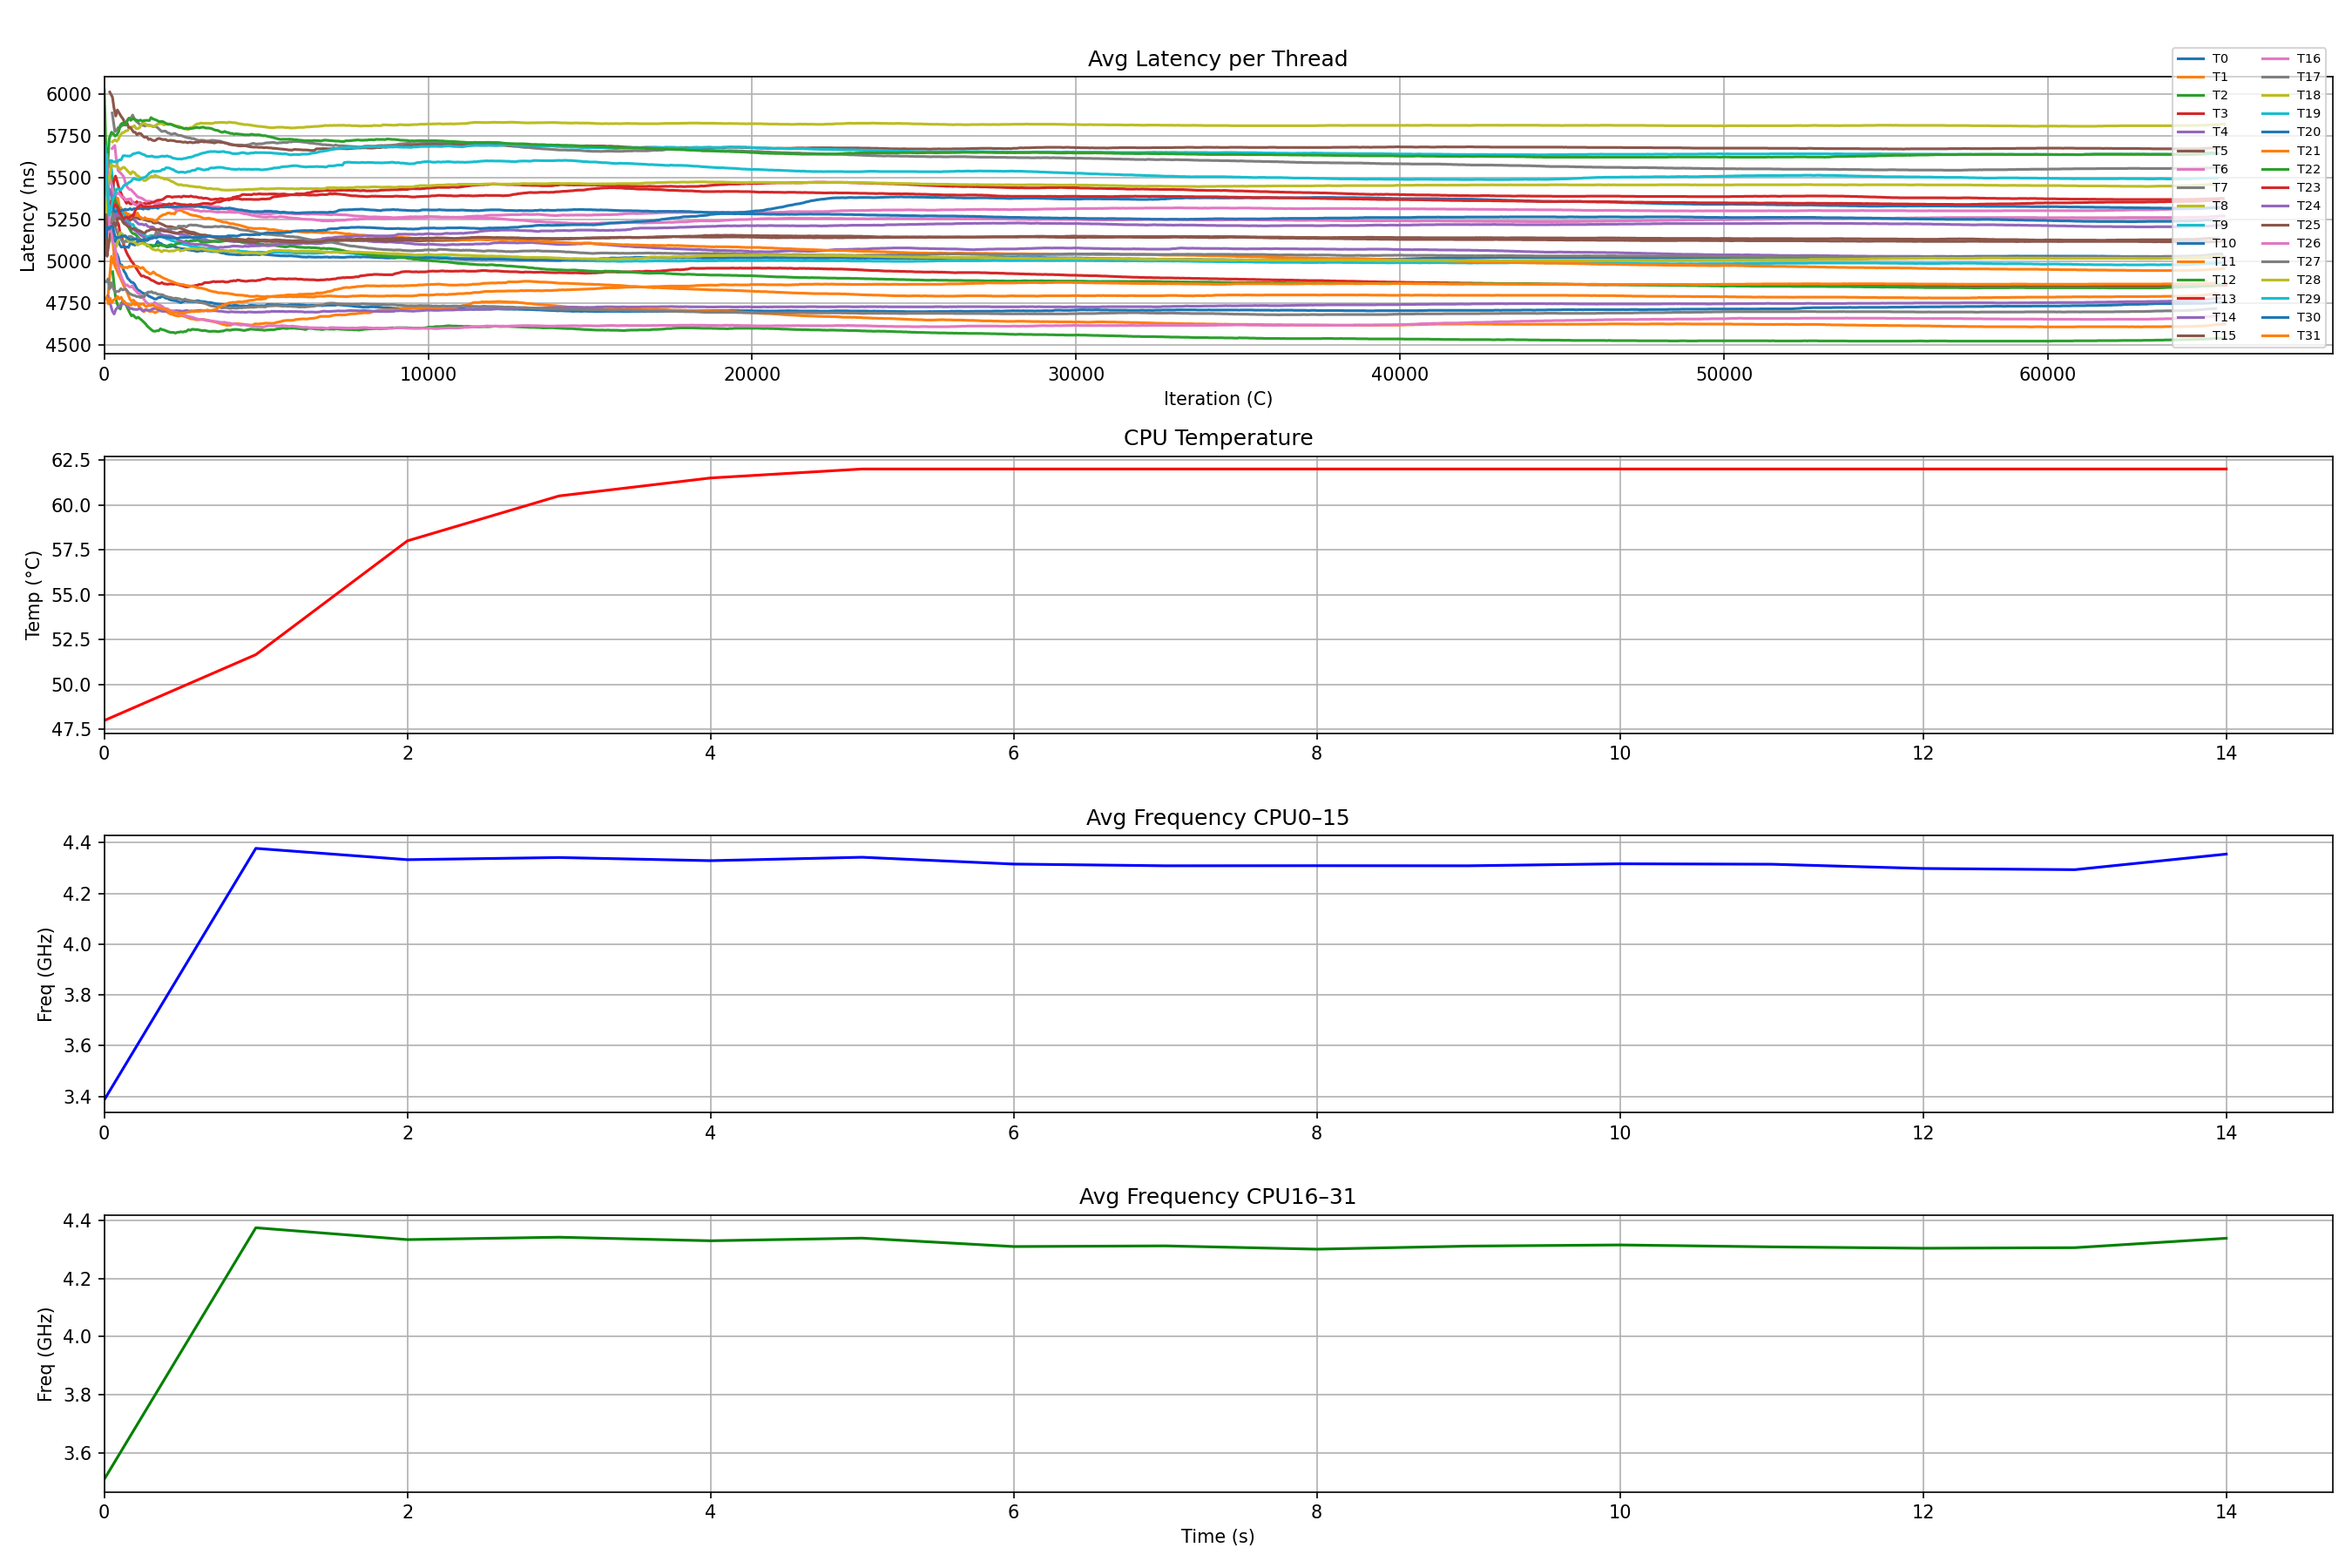 Avg Latency per Thread
Latency (ns)
6000
5750
5500
5250
5000
4750
4500
0 10000 20000 30000 40000 50000 60000
Iteration (C)
T0 T16
T1 T17
T2 T18
T3 T19
T4 T20
T5 T21
T6 T22
T7 T23
T8 T24
T9 T25
T10 T26
T11 T27
T12 T28
T13 T29
T14 T30
T15 T31
CPU Temperature
Temp (°C)
62.5
60.0
57.5
55.0
52.5
50.0
47.5
0 2 4 6 8 10 12 14
Avg Frequency CPU0–15
Freq (GHz)
4.4
4.2
4.0
3.8
3.6
3.4
0 2 4 6 8 10 12 14
Avg Frequency CPU16–31
Freq (GHz)
4.4
4.2
4.0
3.8
3.6
0 2 4 6 8 10 12 14
Time (s)